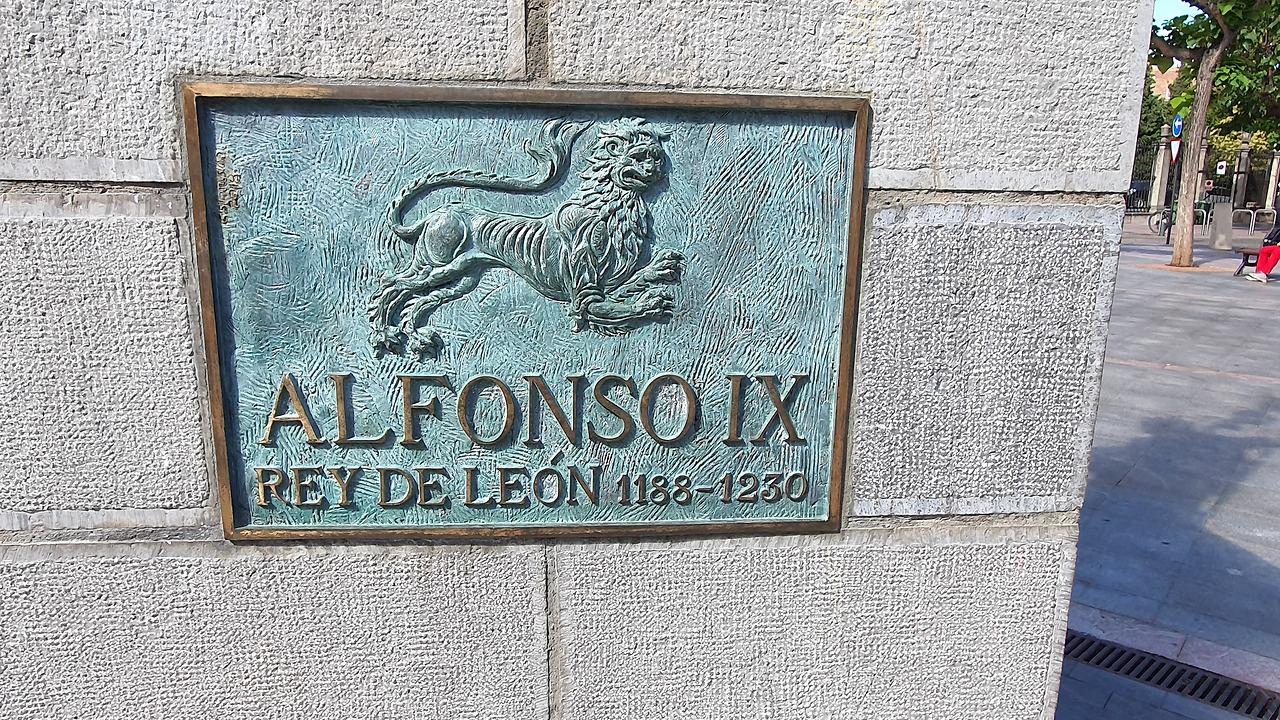 ALFONSO IX
REY DE LEÓN 1188-1230